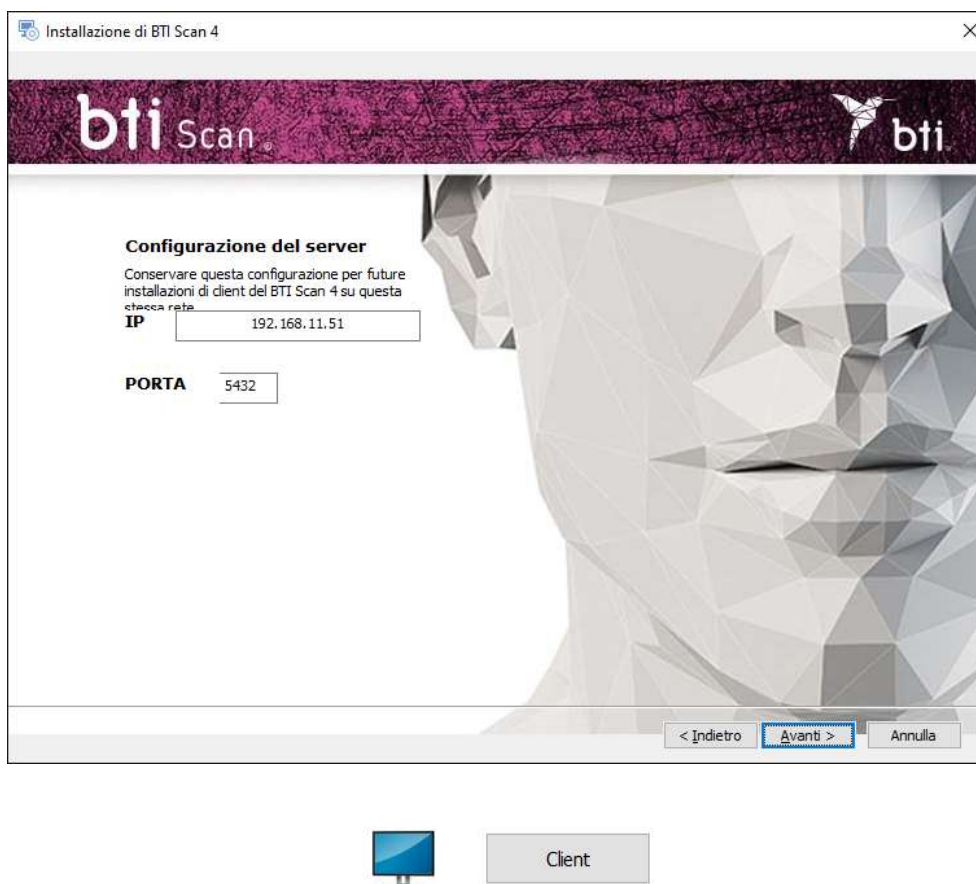 Installazione di BTI Scan 4
bti Scan ®
bti
Configurazione del server
Conservare questa configurazione per future
installazioni di client del BTI Scan 4 su questa
stessa rete
IP 192.168.11.51
PORTA 5432
< Indietro Avanti > Annulla
Client